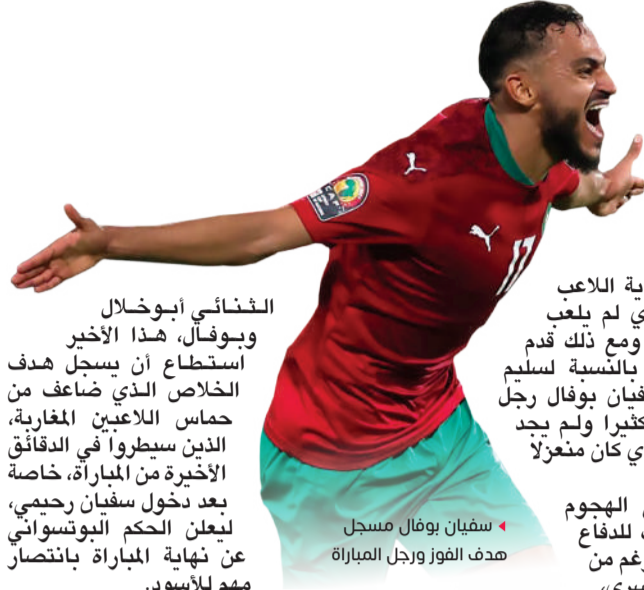 ية اللاعب
ي لم يلعب
ومع ذلك قدم
بالنسبة لسليم
فيان بوفال رجل
كثيرا ولم يجد
ي كان منعزلا
الهجوم
للدفاع
رغم من
الثنائي أبوخلال
وبوفال، هذا الأخير
استطاع أن يسجل هدف
الخلاص الذي ضاعف من
حماس اللاعبين المغاربة،
الذين سيطروا في الدقائق
الأخيرة من المباراة، خاصة
بعد دخول سفيان رحيمي،
ليعلن الحكم البوتسواني
عن نهاية المباراة بانتصار
مهم للأسود.
سفيان بوفال مسجل
هدف الفوز ورجل المباراة
17